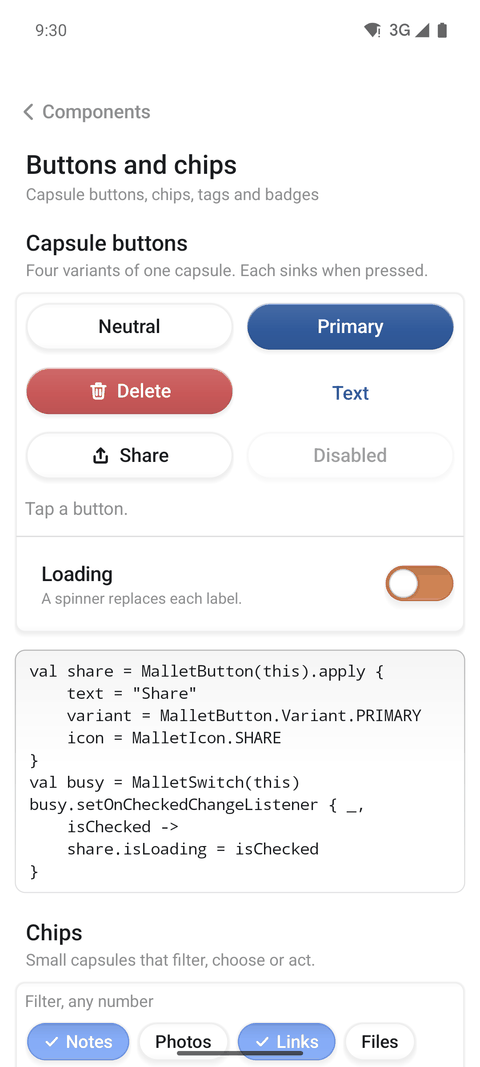 9:30
3G
Components
Buttons and chips
Capsule buttons, chips, tags and badges
Capsule buttons
Four variants of one capsule. Each sinks when pressed.
Neutral
Primary
Delete
Text
Share
Disabled
Tap a button.
Loading
A spinner replaces each label.
val share = MalletButton(this).apply {
    text = "Share"
    variant = MalletButton.Variant.PRIMARY
    icon = MalletIcon.SHARE
}
val busy = MalletSwitch(this)
busy.setOnCheckedChangeListener { _,
    isChecked ->
    share.isLoading = isChecked
}
Chips
Small capsules that filter, choose or act.
Filter, any number
Notes
Photos
Links
Files